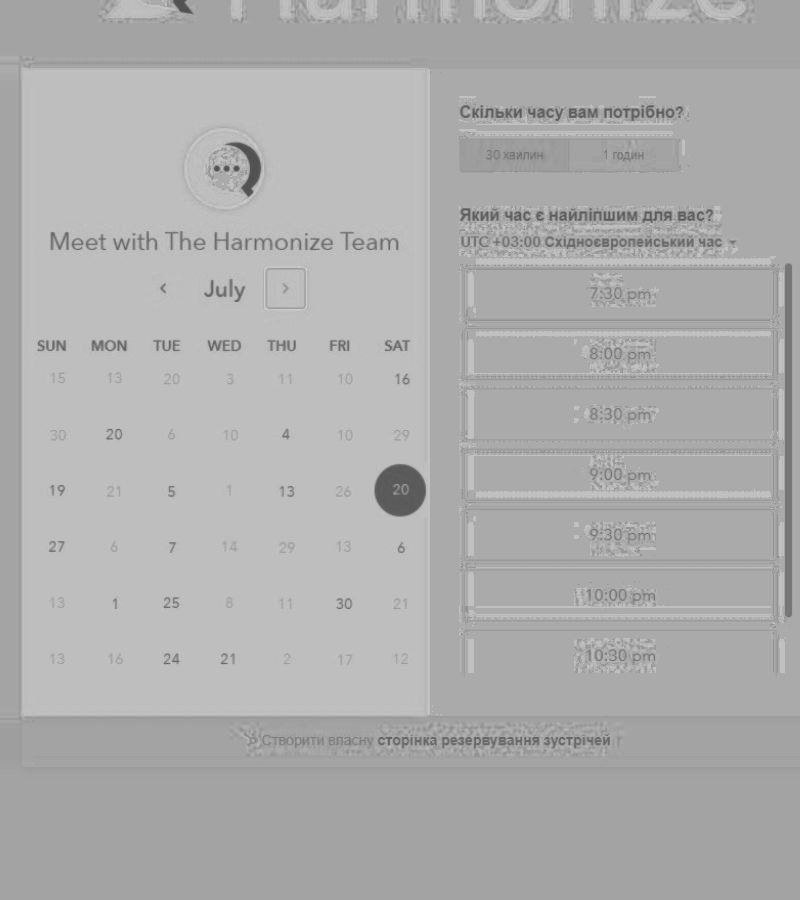 Harmonize
Meet with The Harmonize Team
July
SUN MON TUE WED THU FRI SAT
15 13 20 3 11 10 16
30 20 6 10 4 10 29
19 21 5 1 13 26 20
27 6 7 14 29 13 6
13 1 25 8 11 30 21
13 16 24 21 2 17 12
Скільки часу вам потрібно?
30 хвилин 1 годин
Який час є найліпшим для вас?
UTC +03:00 Східноєвропейський час
7:30 pm
8:00 pm
8:30 pm
9:00 pm
9:30 pm
10:00 pm
10:30 pm
Створити власну сторінка резервування зустрічей